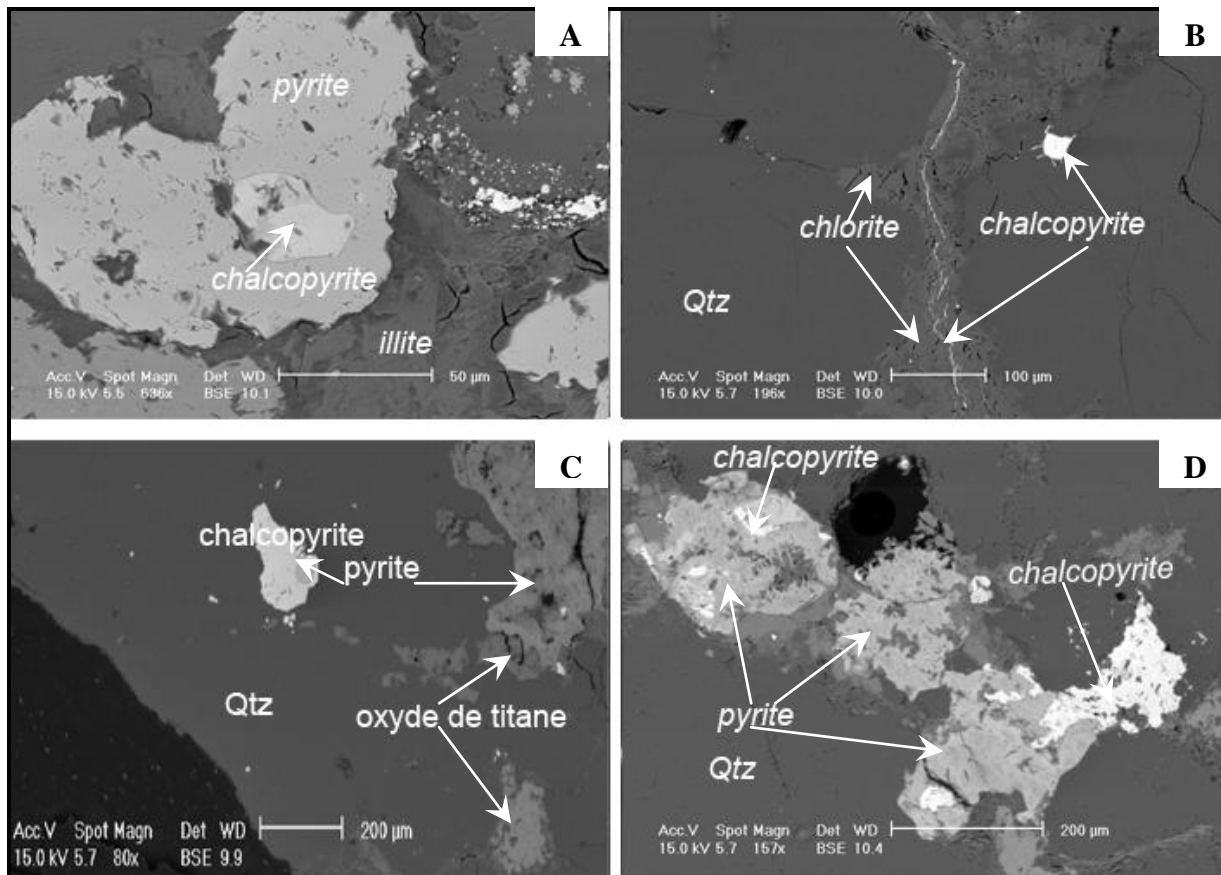 A
pyrite
chalcopyrite
illite
Acc.V Spot Magn Det WD 50 µm
15.0 kV 5.5 636x BSE 10.1
B
chlorite chalcopyrite
Qtz
Acc.V Spot Magn Det WD 100 µm
15.0 kV 5.7 196x BSE 10.0
C
chalcopyrite
pyrite
Qtz
oxyde de titane
Acc.V Spot Magn Det WD 200 µm
15.0 kV 5.7 80x BSE 9.9
D
chalcopyrite
chalcopyrite
pyrite
Qtz
Acc.V Spot Magn Det WD 200 µm
15.0 kV 5.7 157x BSE 10.4